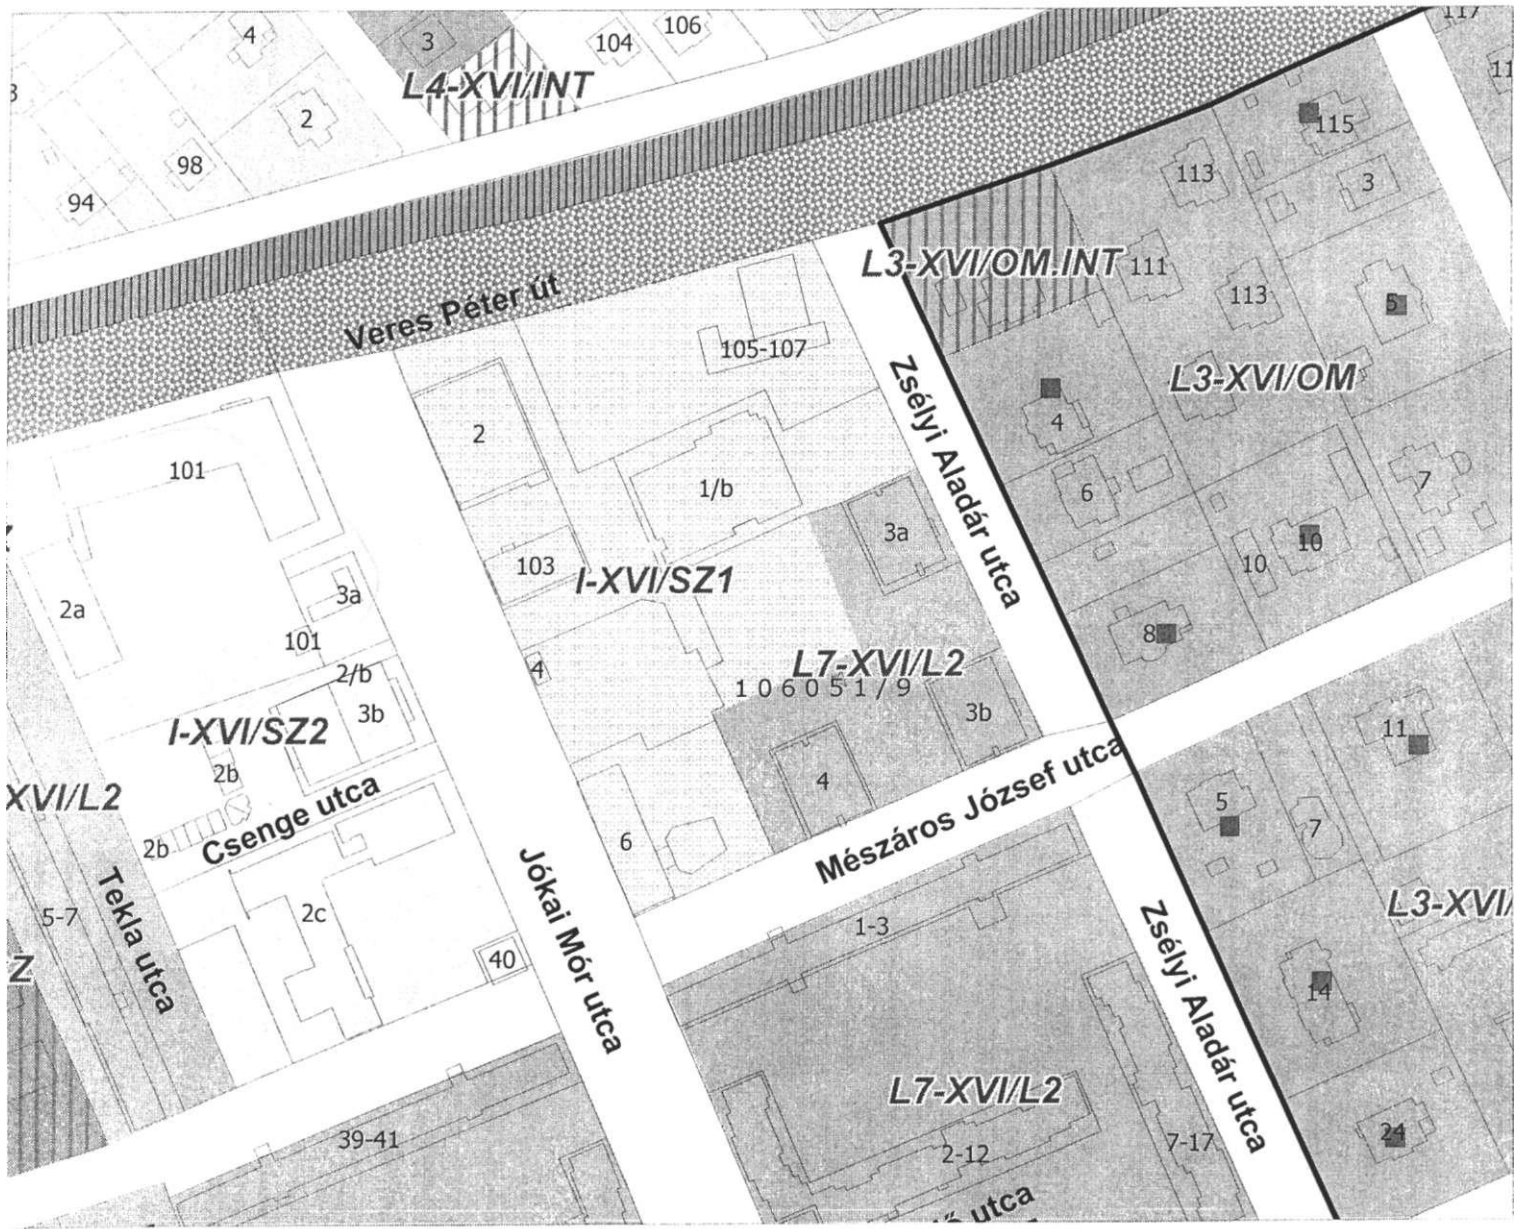 4
3
104
106
117
L4-XVI/INT
11
2
98
94
115
113
3
L3-XVI/OM.INT
111
113
5
Veres Péter út
105-107
L3-XVI/OM
Zsélyi Aladár utca
4
2
101
1/b
6
7
3a
10
10
103
I-XVI/SZ1
3a
2a
101
8
4
2/b
L7-XVI/L2
106051/9
3b
3b
11
I-XVI/SZ2
2b
Mészáros József utca
4
XVI/L2
Csenge utca
5
7
2b
6
Tekla utca
Jókai Mór utca
L3-XVI/
5-7
2c
1-3
Zsélyi Aladár utca
40
Z
14
L7-XVI/L2
39-41
2-12
7-17
24
utca